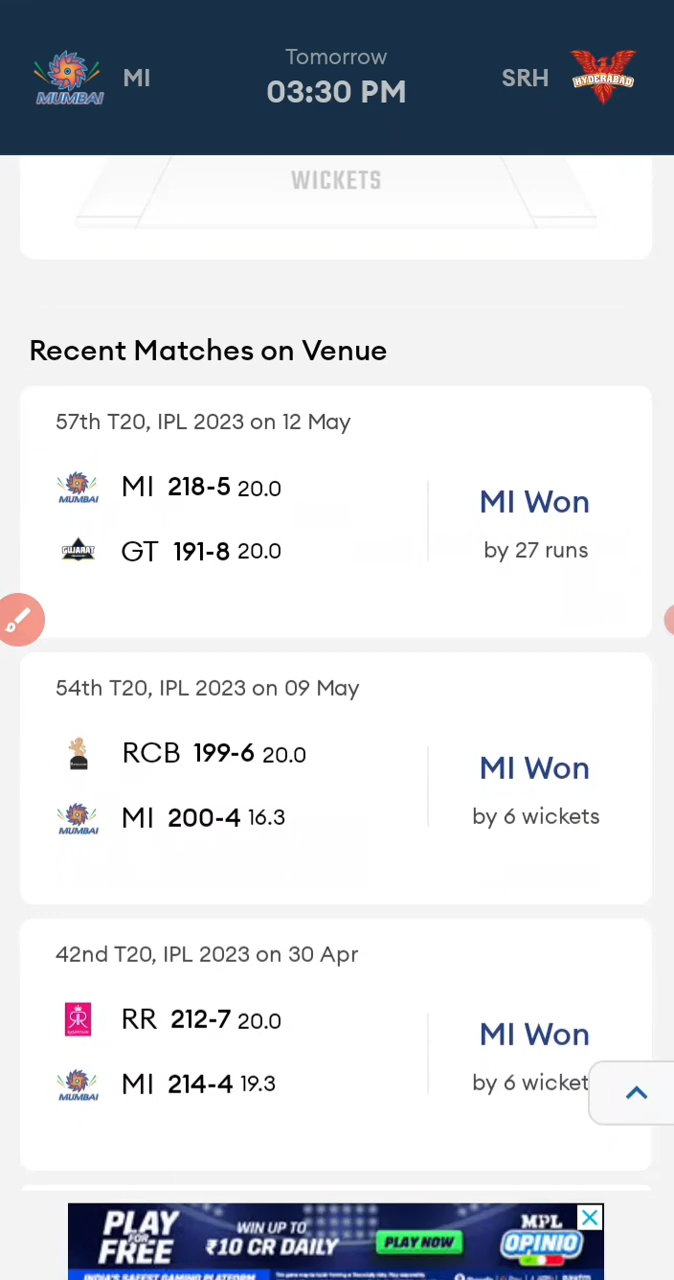 MUMBAI
MI
Tomorrow
03:30 PM
SRH
HYDERABAD
WICKETS
Recent Matches on Venue
57th T20, IPL 2023 on 12 May
MUMBAI
MI 218-5 20.0
GUJARAT
GT 191-8 20.0
MI Won
by 27 runs
54th T20, IPL 2023 on 09 May
RCB 199-6 20.0
MUMBAI
MI 200-4 16.3
MI Won
by 6 wickets
42nd T20, IPL 2023 on 30 Apr
RR 212-7 20.0
MUMBAI
MI 214-4 19.3
MI Won
by 6 wicket
PLAY FOR FREE
WIN UP TO
₹10 CR DAILY
PLAY NOW
MPL
OPINIO
INDIA'S SAFEST GAMING PLATFORM